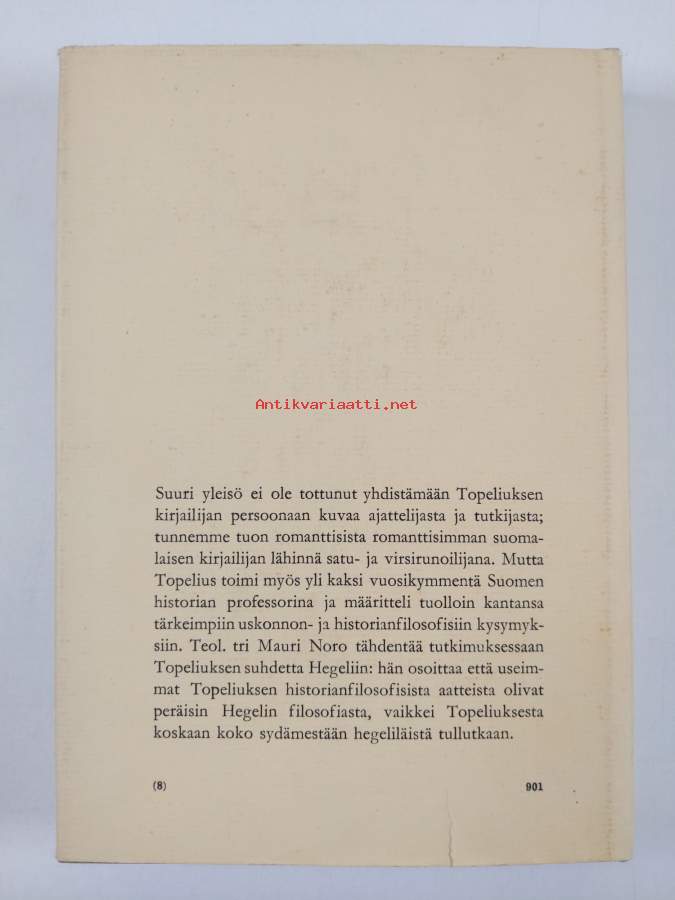 Antikvariaatti.net
Suuri yleisö ei ole tottunut yhdistämään Topeliuksen
kirjailijan persoonaan kuvaa ajattelijasta ja tutkijasta;
tunnemme tuon romanttisista romanttisimman suoma-
laisen kirjailijan lähinnä satu- ja virsirunoilijana. Mutta
Topelius toimi myös yli kaksi vuosikymmentä Suomen
historian professorina ja määritteli tuolloin kantansa
tärkeimpiin uskonnon- ja historianfilosofisiin kysymyk-
siin. Teol. tri Mauri Noro tähdentää tutkimuksessaan
Topeliuksen suhdetta Hegeliin: hän osoittaa että useim-
mat Topeliuksen historianfilosofisista aatteista olivat
peräisin Hegelin filosofiasta, vaikkei Topeliuksesta
koskaan koko sydämestään hegeliläistä tullutkaan.
(8) 901